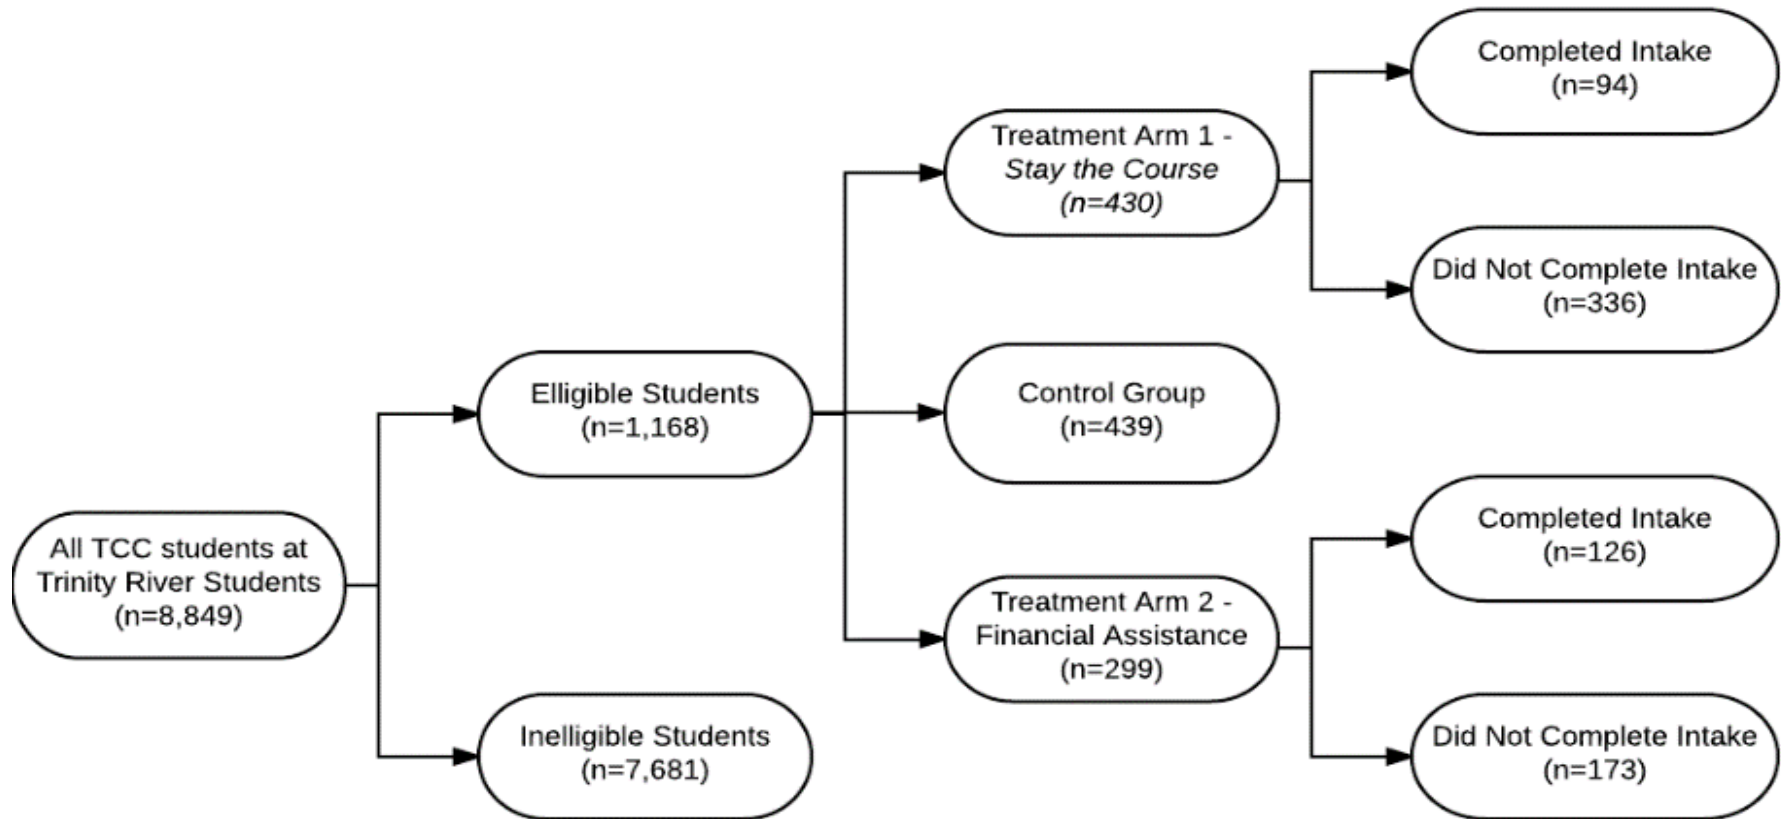 All TCC students at
Trinity River Students
(n=8,849)
Elligible Students
(n=1,168)
Inelligible Students
(n=7,681)
Treatment Arm 1 -
Stay the Course
(n=430)
Control Group
(n=439)
Treatment Arm 2 -
Financial Assistance
(n=299)
Completed Intake
(n=94)
Did Not Complete Intake
(n=336)
Completed Intake
(n=126)
Did Not Complete Intake
(n=173)